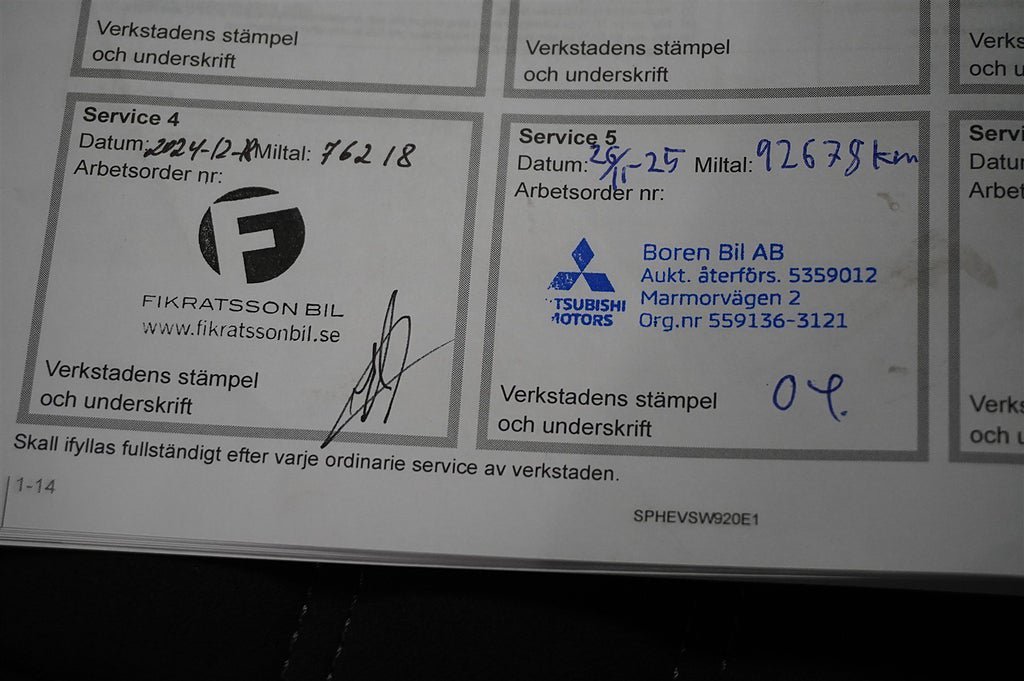 Verkstadens stämpel
och underskrift
Verkstadens stämpel
och underskrift
Verks
och u
Service 4
Datum: Miltal: 76218
Arbetsorder nr:
F
FIKRATSSON BIL
www.fikratssonbil.se
Verkstadens stämpel
och underskrift
Service 5
Datum: 26/11-25 Miltal: 92678 km
Arbetsorder nr:
TSUBISHI
MOTORS
Boren Bil AB
Aukt. återförs. 5359012
Marmorvägen 2
Org.nr 559136-3121
Verkstadens stämpel
och underskrift
Servi
Datu
Arbet
Verks
och u
Skall ifyllas fullständigt efter varje ordinarie service av verkstaden.
1-14
SPHEVSW920E1